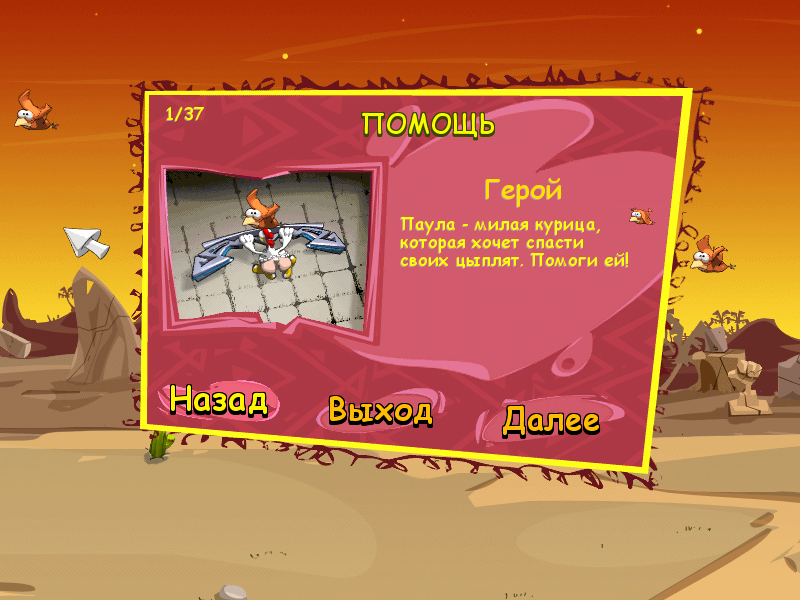 1/37
ПОМОЩЬ
Герой
Паула - милая курица,
которая хочет спасти
своих цыплят. Помоги ей!
Назад
Выход
Далее